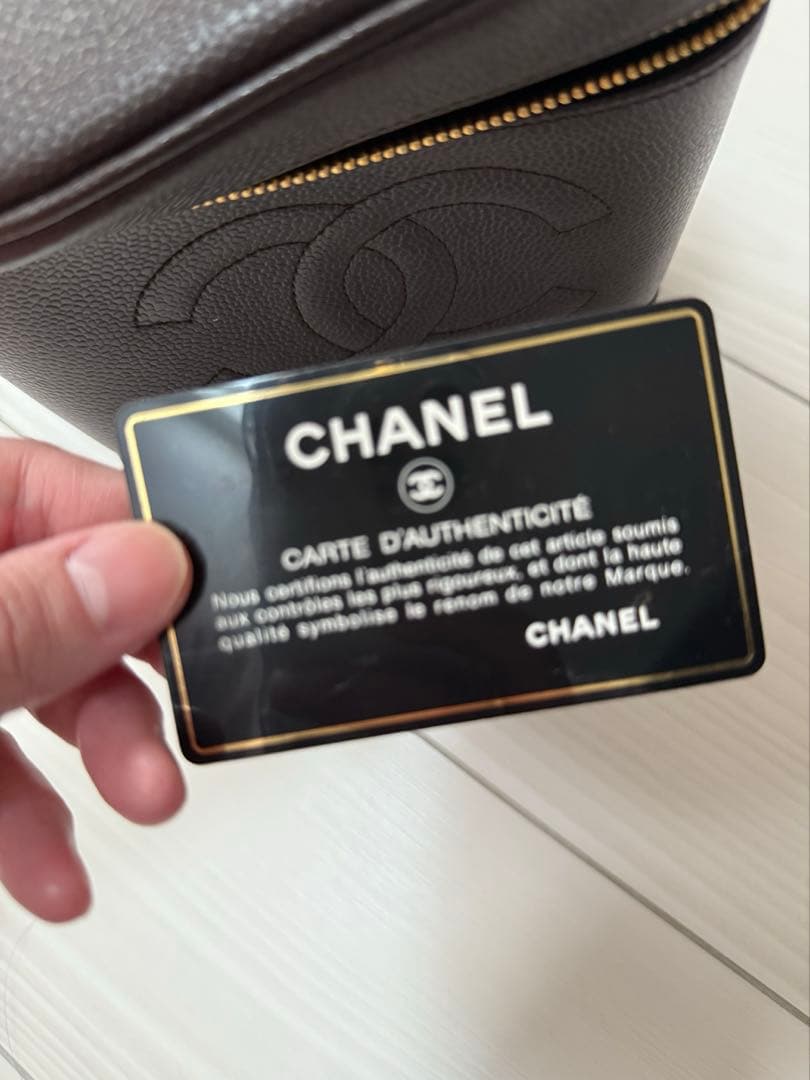 CHANEL
CARTE D'AUTHENTICITÉ
Nous certifions l'authenticité de cet article soumis
aux contrôles les plus rigoureux, et dont la haute
qualité symbolise le renom de notre Marque.
CHANEL